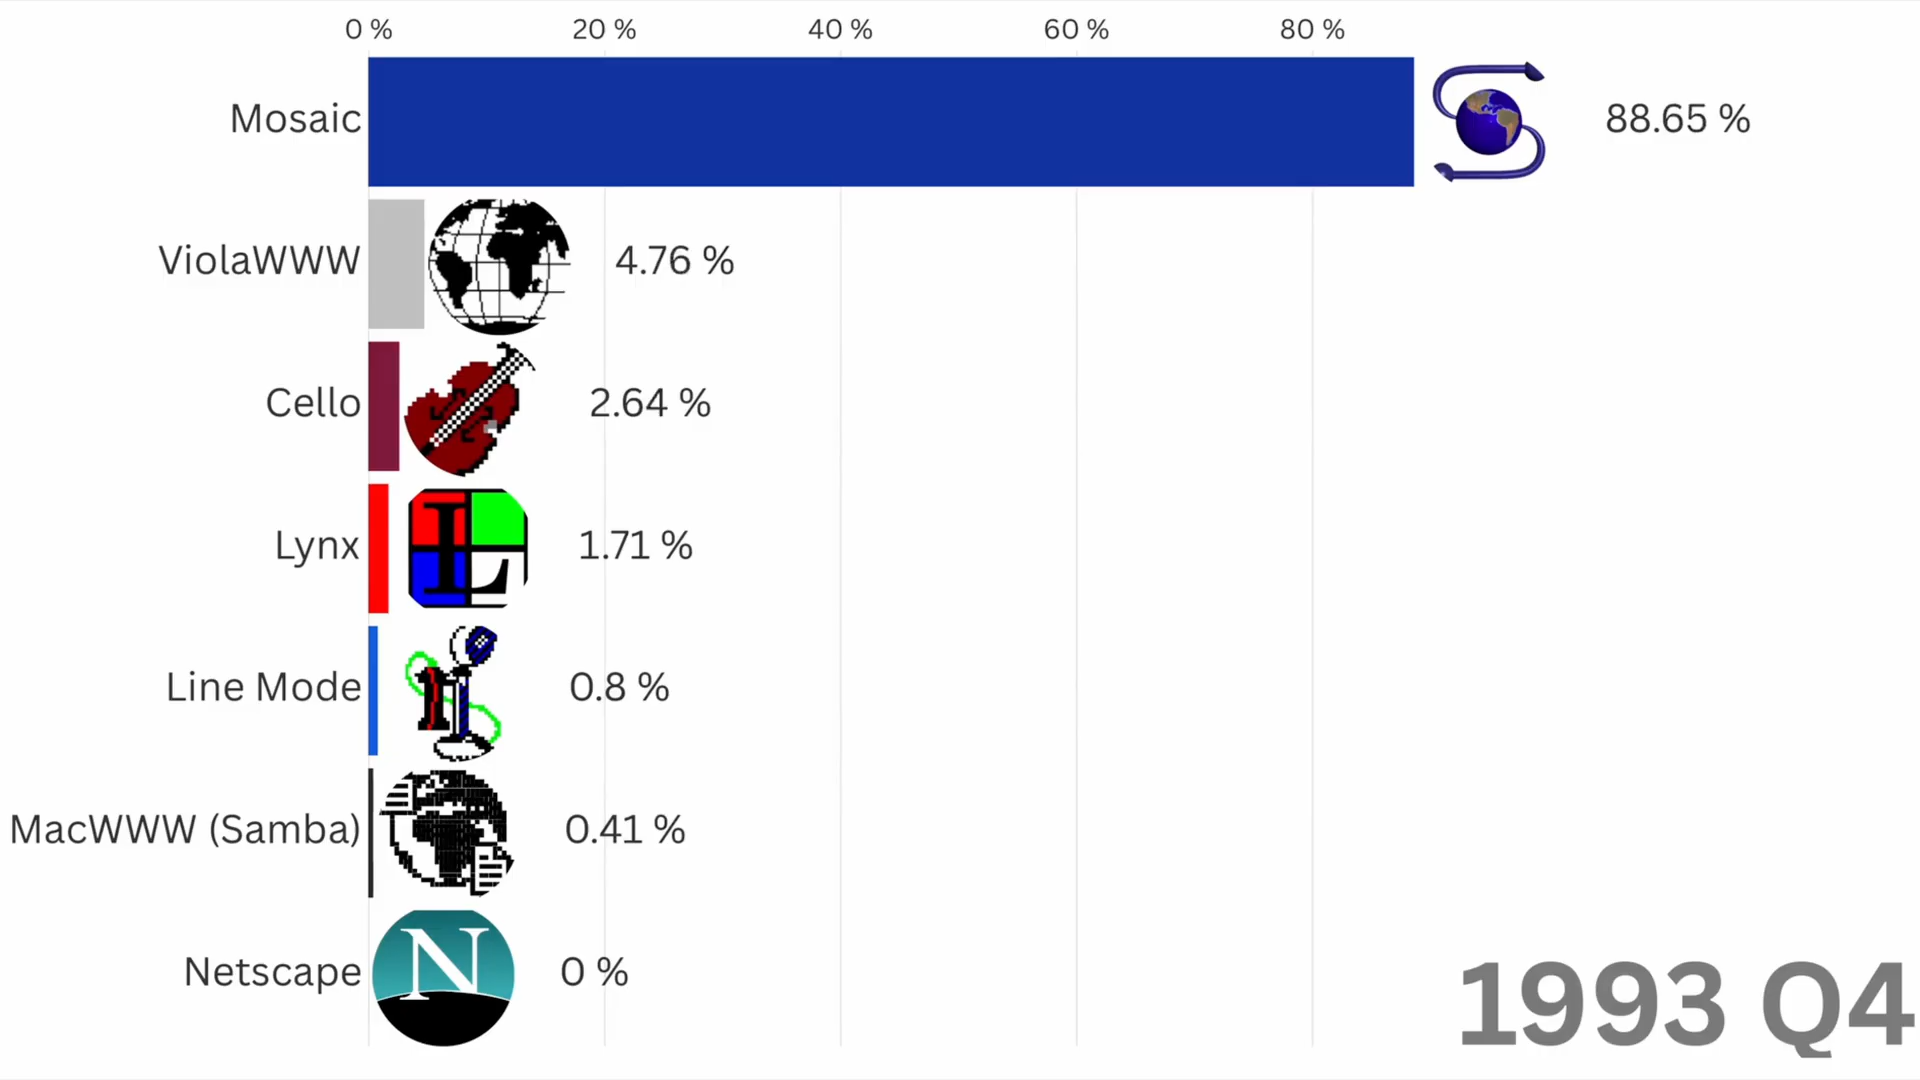 0 % 20 % 40 % 60 % 80 %
Mosaic 88.65 %
ViolaWWW 4.76 %
Cello 2.64 %
Lynx L 1.71 %
Line Mode 0.8 %
MacWWW (Samba) 0.41 %
Netscape N 0 %
1993 Q4